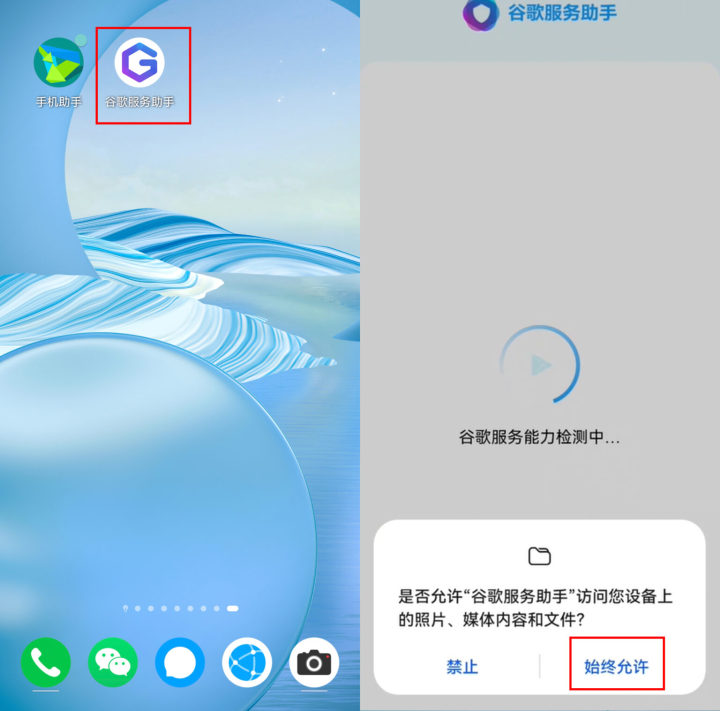 手机助手
谷歌服务助手
谷歌服务助手
谷歌服务能力检测中...
是否允许“谷歌服务助手”访问您设备上
的照片、媒体内容和文件?
禁止
始终允许